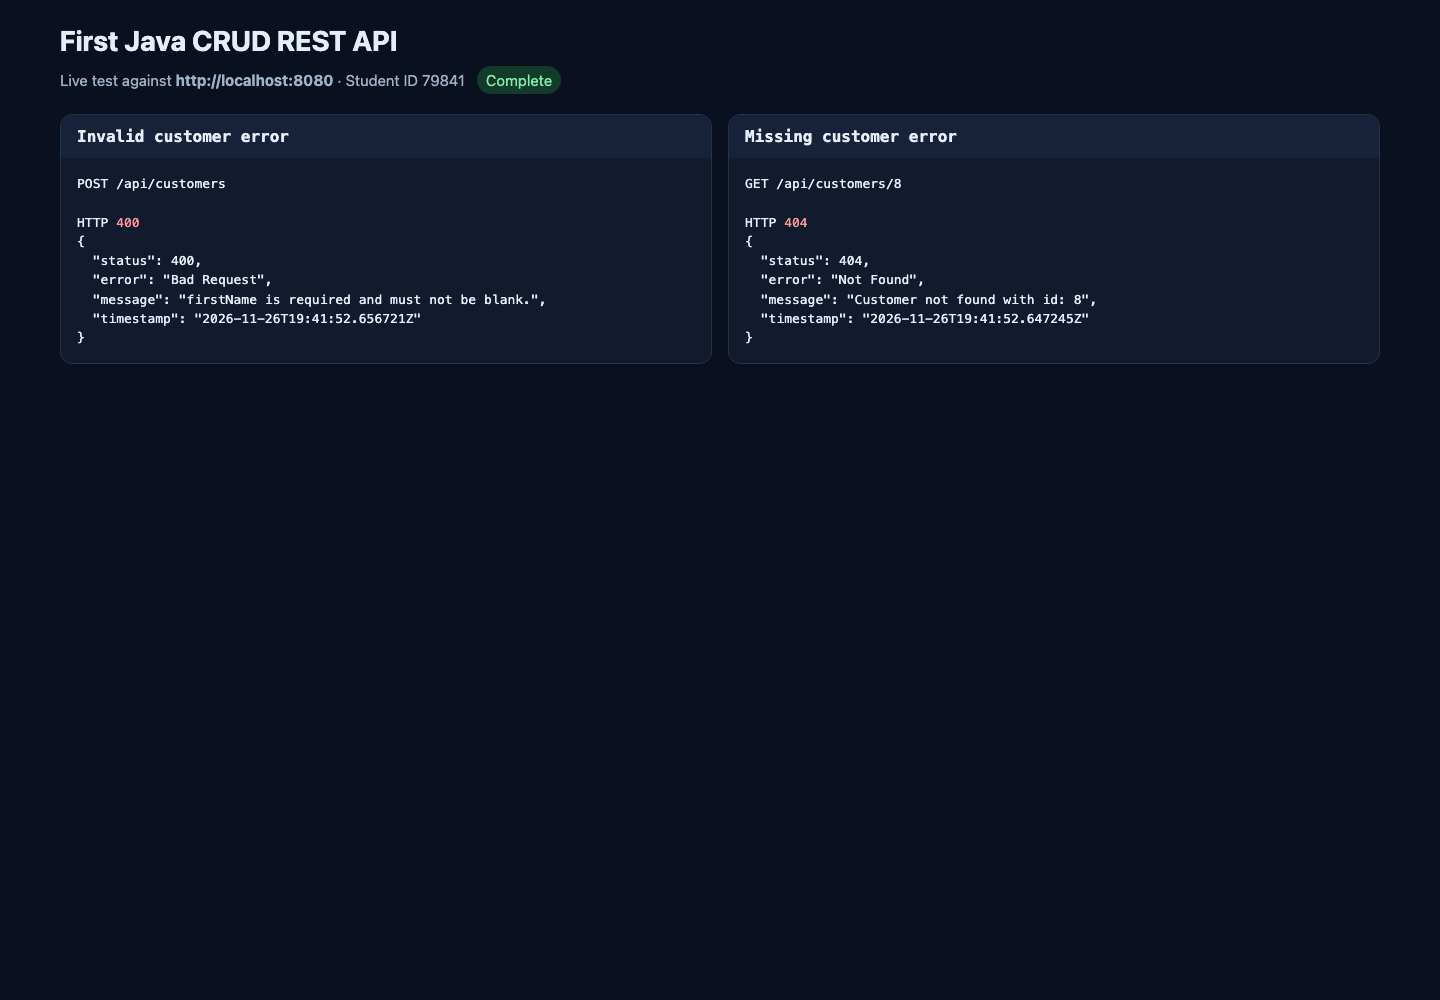 First Java CRUD REST API
Live test against http://localhost:8080 · Student ID 79841 Complete
Invalid customer error
POST /api/customers
HTTP 400
{
  "status": 400,
  "error": "Bad Request",
  "message": "firstName is required and must not be blank.",
  "timestamp": "2026-11-26T19:41:52.656721Z"
}
Missing customer error
GET /api/customers/8
HTTP 404
{
  "status": 404,
  "error": "Not Found",
  "message": "Customer not found with id: 8",
  "timestamp": "2026-11-26T19:41:52.647245Z"
}